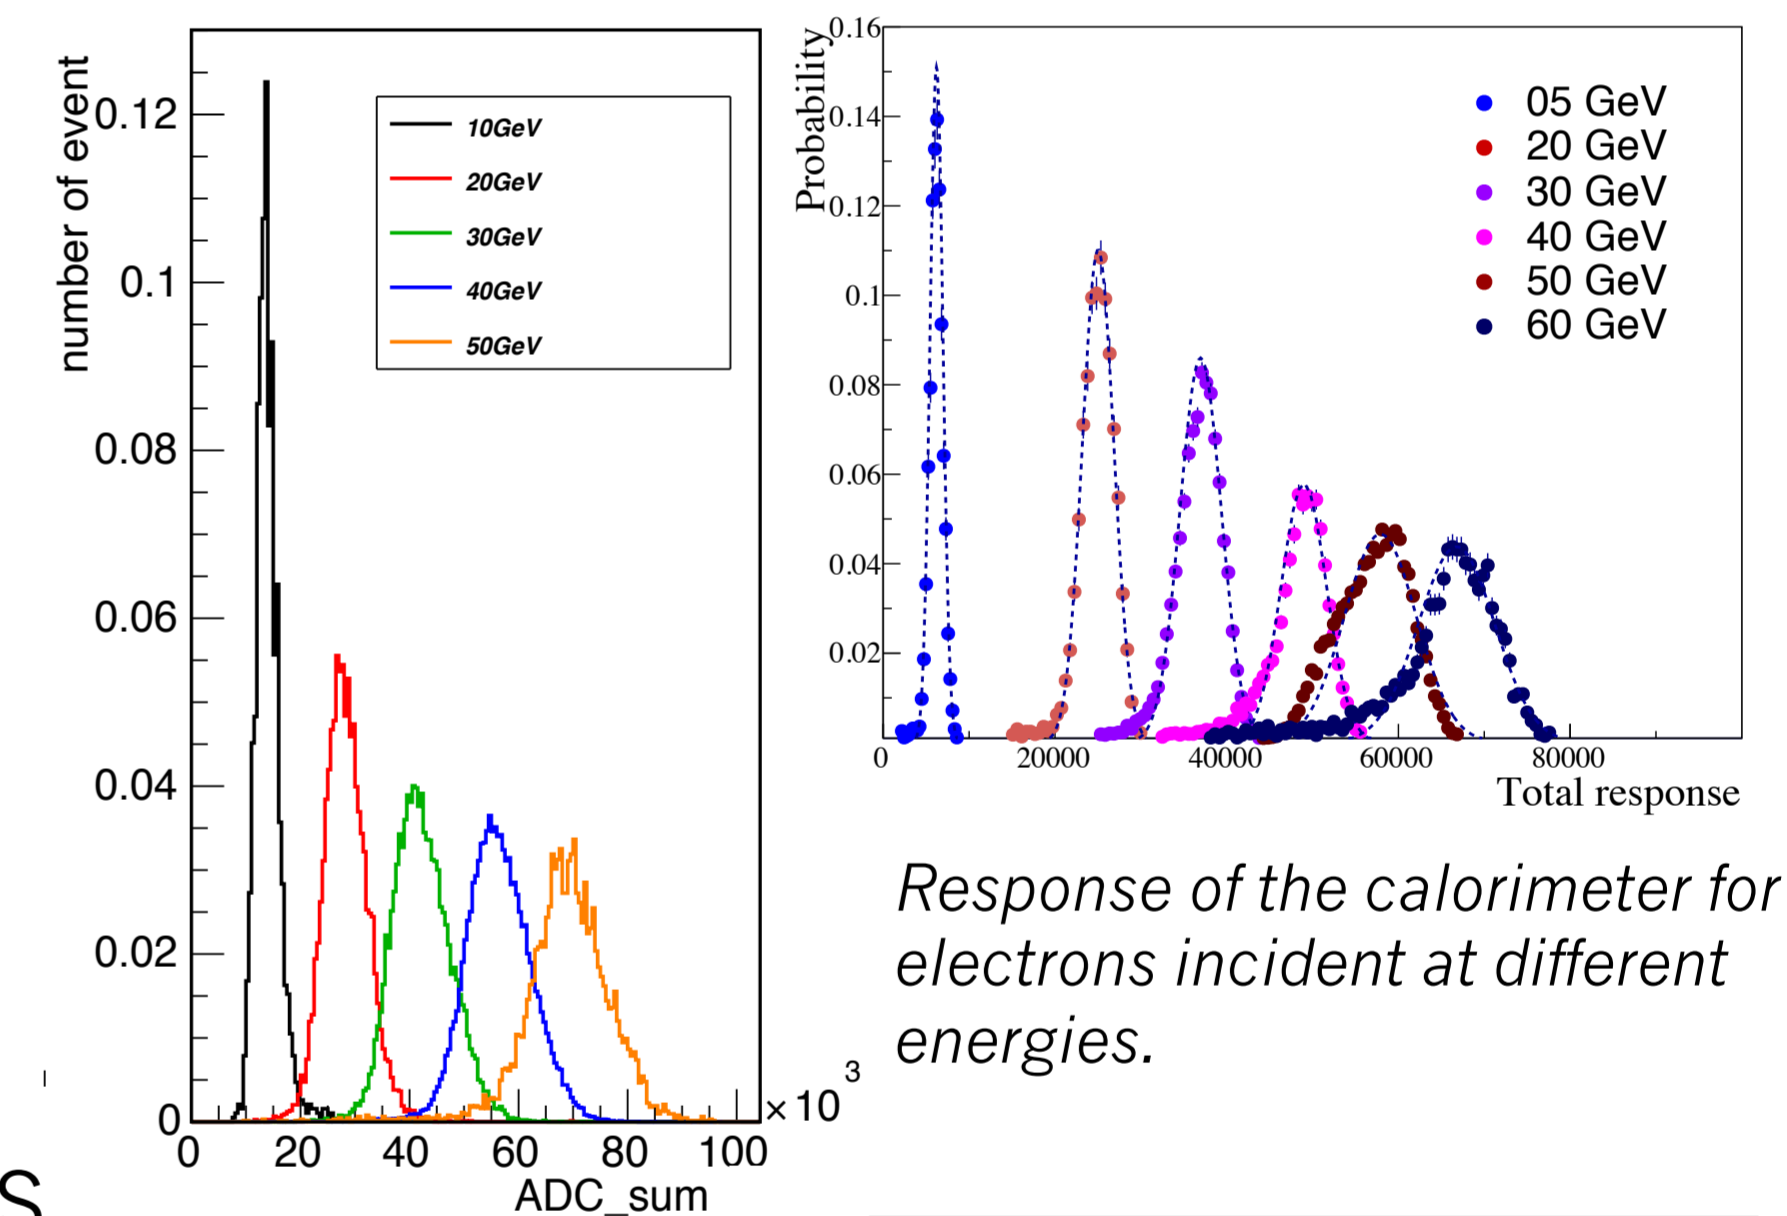 number of event
0.12
0.1
0.08
0.06
0.04
0.02
0
10GeV
20GeV
30GeV
40GeV
50GeV
0 20 40 60 80 100
×10 3
ADC_sum
Probability
0.16
0.14
0.12
0.1
0.08
0.06
0.04
0.02
05 GeV
20 GeV
30 GeV
40 GeV
50 GeV
60 GeV
0 20000 40000 60000 80000
Total response
Response of the calorimeter for
electrons incident at different
energies.
s